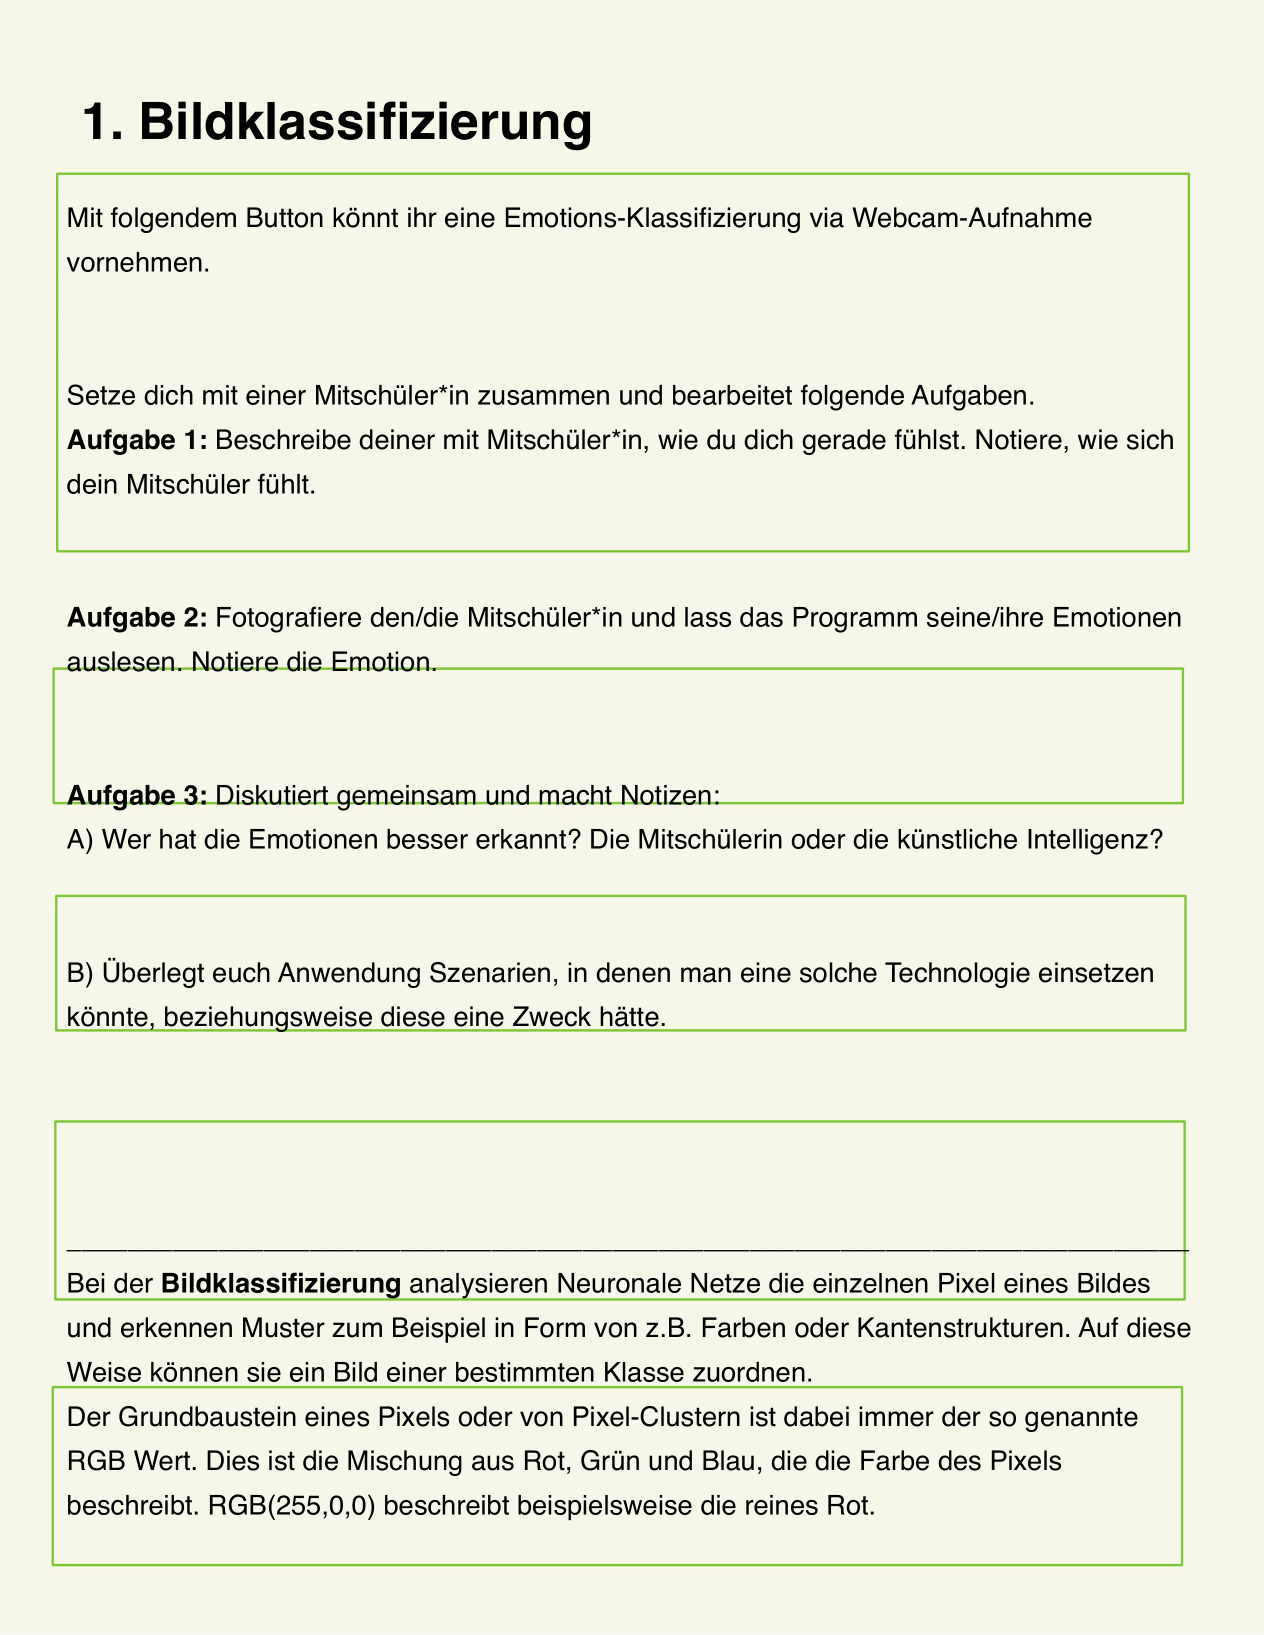 1. Bildklassifizierung
Mit folgendem Button könnt ihr eine Emotions-Klassifizierung via Webcam-Aufnahme
vornehmen.
Setze dich mit einer Mitschüler*in zusammen und bearbeitet folgende Aufgaben.
Aufgabe 1: Beschreibe deiner mit Mitschüler*in, wie du dich gerade fühlst. Notiere, wie sich
dein Mitschüler fühlt.
Aufgabe 2: Fotografiere den/die Mitschüler*in und lass das Programm seine/ihre Emotionen
auslesen. Notiere die Emotion.
Aufgabe 3: Diskutiert gemeinsam und macht Notizen:
A) Wer hat die Emotionen besser erkannt? Die Mitschülerin oder die künstliche Intelligenz?
B) Überlegt euch Anwendung Szenarien, in denen man eine solche Technologie einsetzen
könnte, beziehungsweise diese eine Zweck hätte.
Bei der Bildklassifizierung analysieren Neuronale Netze die einzelnen Pixel eines Bildes
und erkennen Muster zum Beispiel in Form von z.B. Farben oder Kantenstrukturen. Auf diese
Weise können sie ein Bild einer bestimmten Klasse zuordnen.
Der Grundbaustein eines Pixels oder von Pixel-Clustern ist dabei immer der so genannte
RGB Wert. Dies ist die Mischung aus Rot, Grün und Blau, die die Farbe des Pixels
beschreibt. RGB(255,0,0) beschreibt beispielsweise die reines Rot.